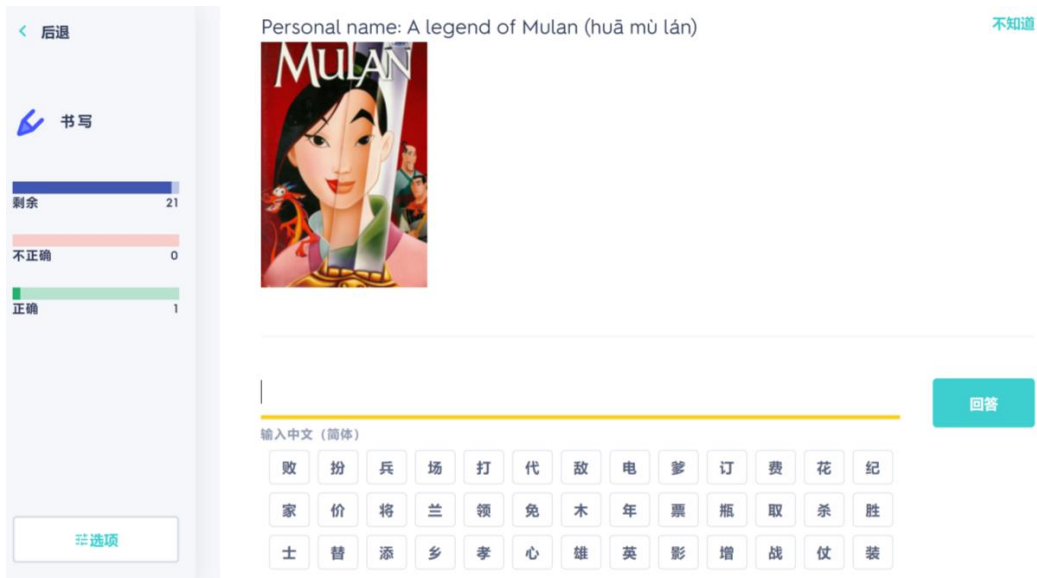 后退
Personal name: A legend of Mulan (huā mù lán)
不知道
MULAN
书写
剩余 21
不正确 0
正确 1
回答
输入中文（简体）
败 扮 兵 场 打 代 敌 电 爹 订 费 花 纪
家 价 将 兰 领 免 木 年 票 瓶 取 杀 胜
士 替 添 乡 孝 心 雄 英 影 增 战 仗 装
选项